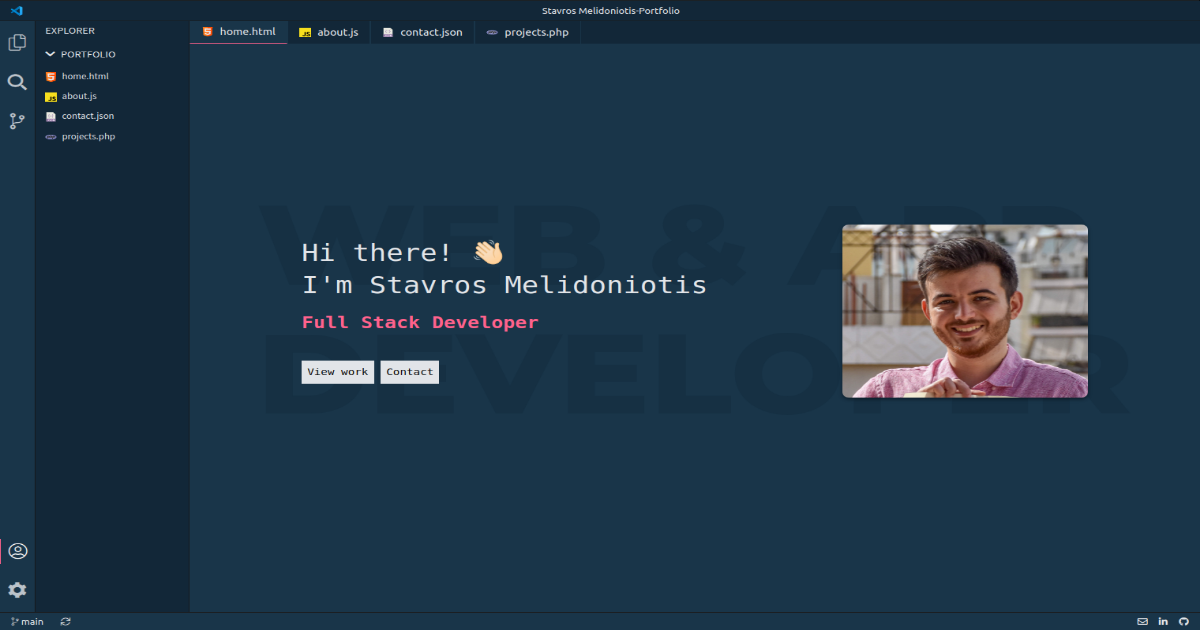 Stavros Melidoniotis-Portfolio
EXPLORER
PORTFOLIO
home.html
about.js
contact.json
projects.php
home.html
about.js
contact.json
projects.php
WEB & APP
DEVELOPER
Hi there! 👋🏻
I'm Stavros Melidoniotis
Full Stack Developer
View work
Contact
main
in